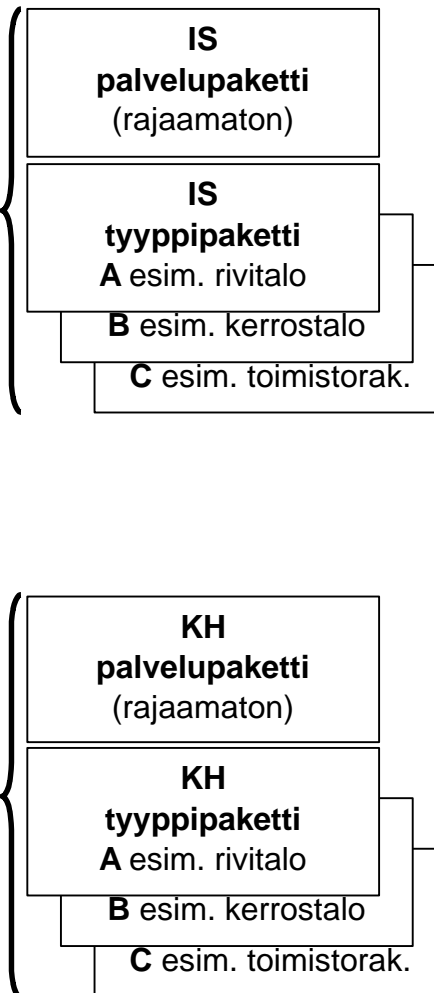 IS
palvelupaketti
(rajaamaton)
IS
tyyppipaketti
A esim. rivitalo
B esim. kerrostalo
C esim. toimistorak.
KH
palvelupaketti
(rajaamaton)
KH
tyyppipaketti
A esim. rivitalo
B esim. kerrostalo
C esim. toimistorak.